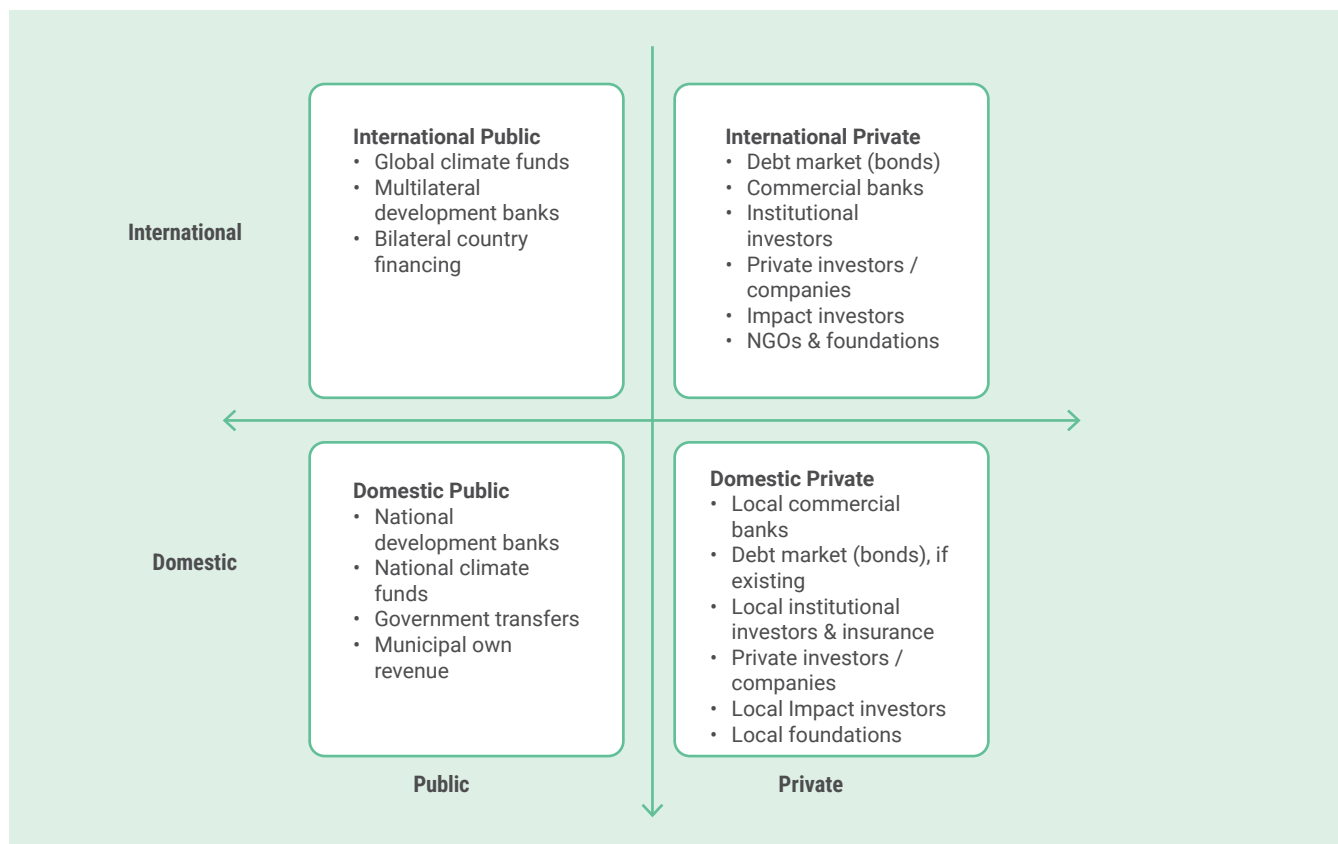 International Public
• Global climate funds
• Multilateral
development banks
• Bilateral country
financing
International Private
• Debt market (bonds)
• Commercial banks
• Institutional
investors
• Private investors /
companies
• Impact investors
• NGOs & foundations
International
Domestic Public
• National
development banks
• National climate
funds
• Government transfers
• Municipal own
revenue
Domestic Private
• Local commercial
banks
• Debt market (bonds), if
existing
• Local institutional
investors & insurance
• Private investors /
companies
• Local Impact investors
• Local foundations
Domestic
Public
Private